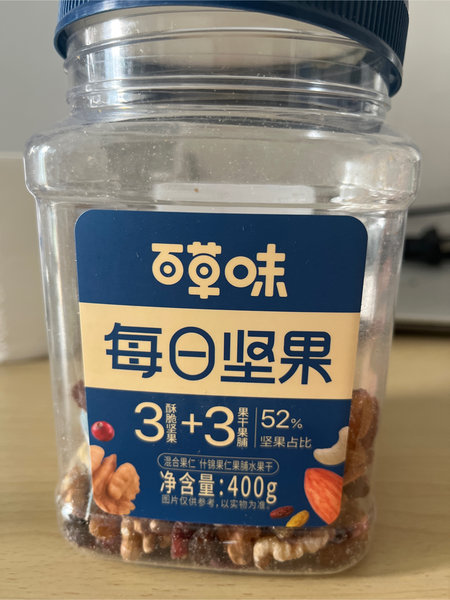 百草味
每日坚果
3酥脆坚果+3果干果脯 52%坚果占比
混合果仁 什锦果仁果脯水果干
净含量:400g
图片仅供参考,以实物为准。